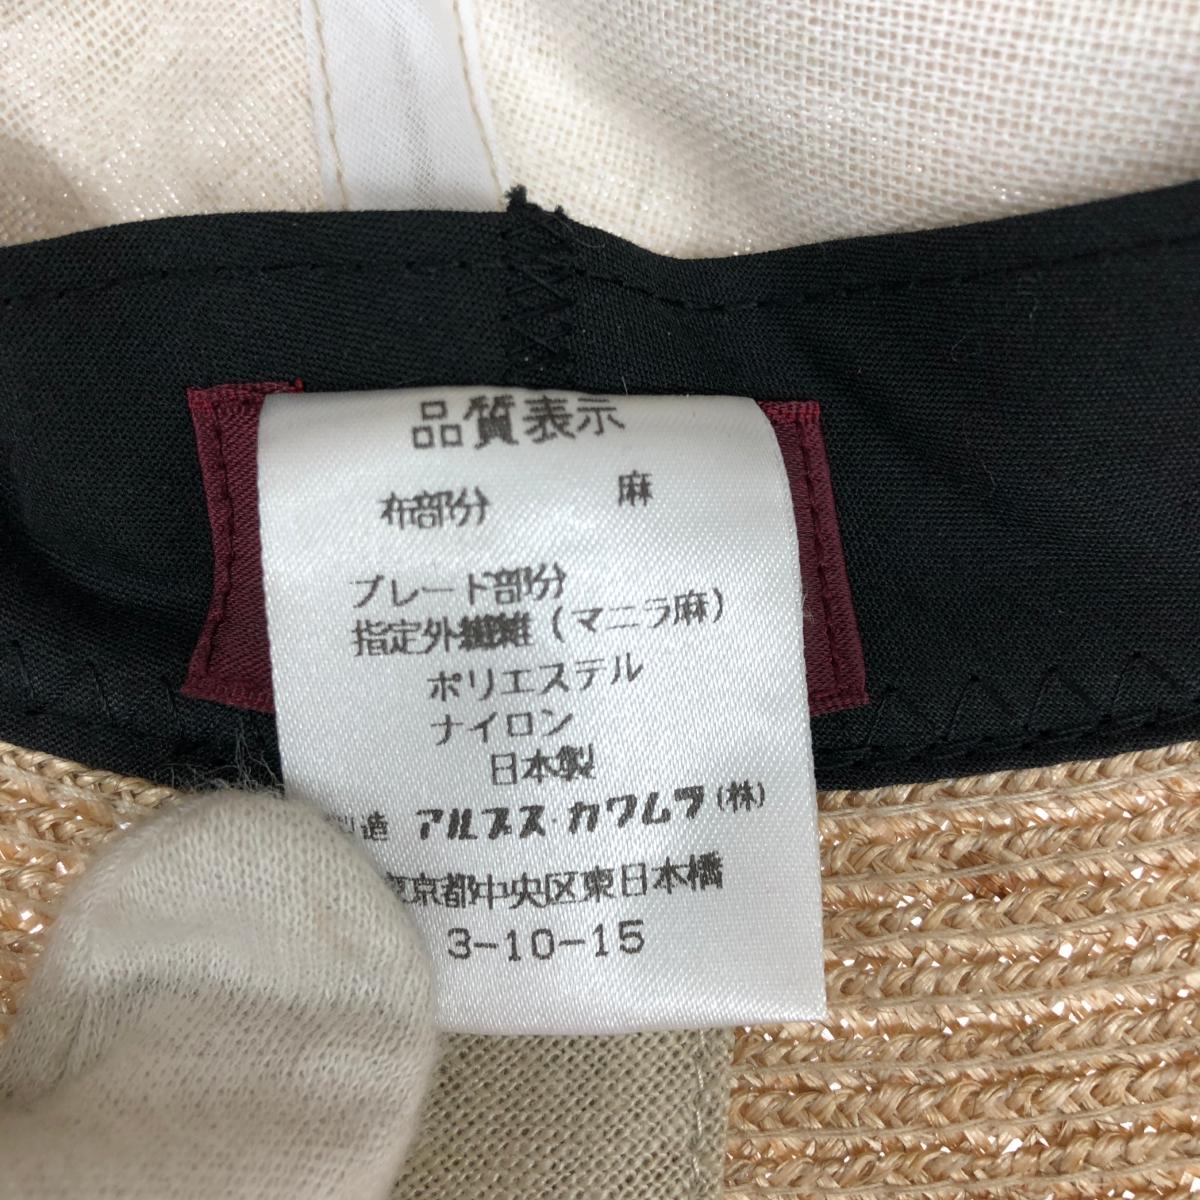 品質表示
布部分 麻
ブレード部分
指定外繊維(マニラ麻)
ポリエステル
ナイロン
日本製
製造 アルプス・カワムラ(株)
東京都中央区東日本橋
3-10-15